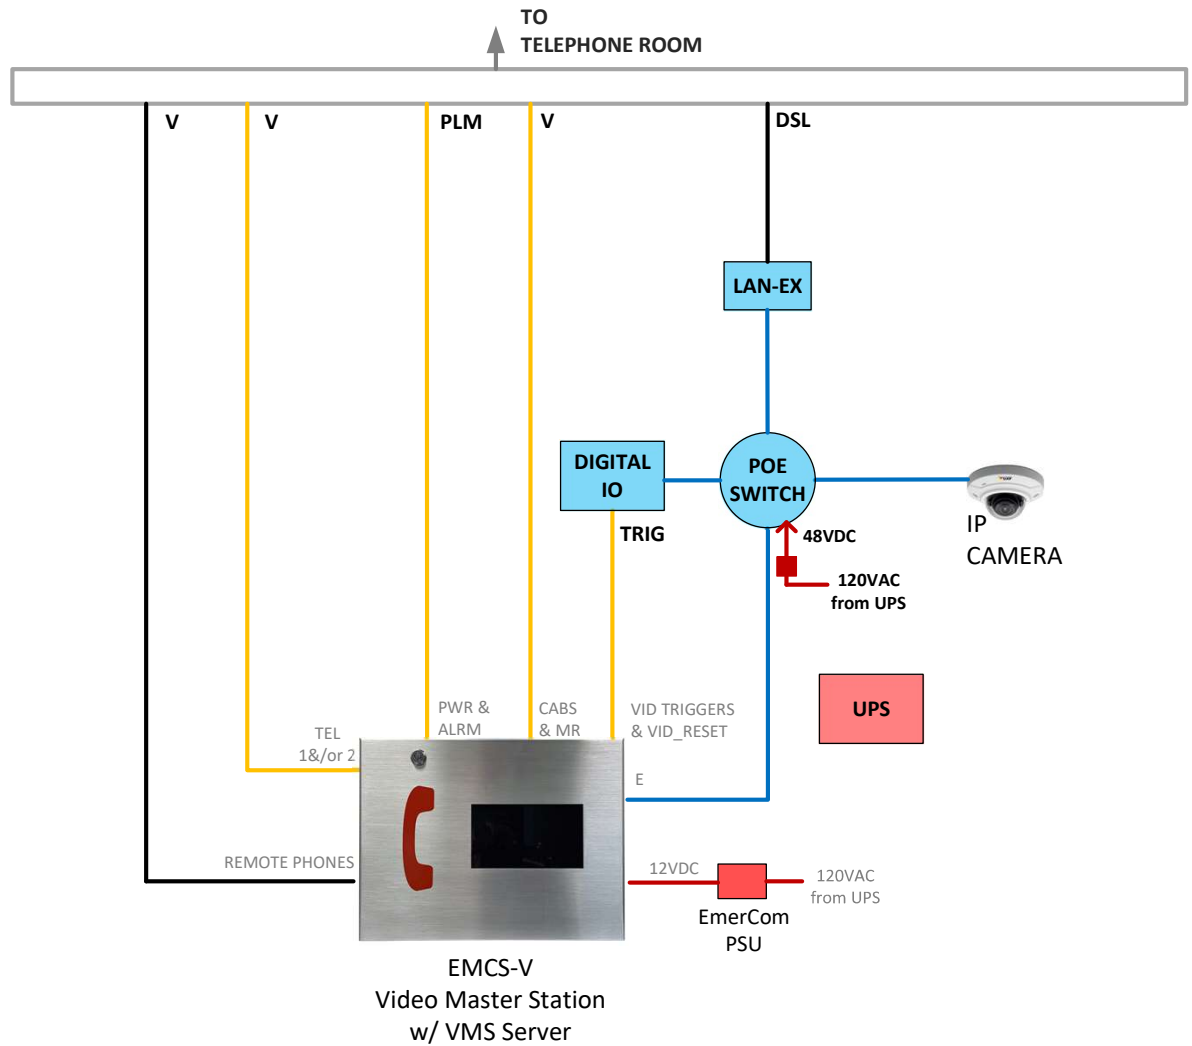 TO
TELEPHONE ROOM
V
V
PLM
V
DSL
LAN-EX
DIGITAL
IO
POE
SWITCH
TRIG
48VDC
IP
CAMERA
120VAC
from UPS
UPS
PWR &
ALRM
CABS
& MR
VID TRIGGERS
& VID_RESET
TEL
1&/or 2
E
REMOTE PHONES
12VDC
120VAC
from UPS
EmerCom
PSU
EMCS-V
Video Master Station
w/ VMS Server